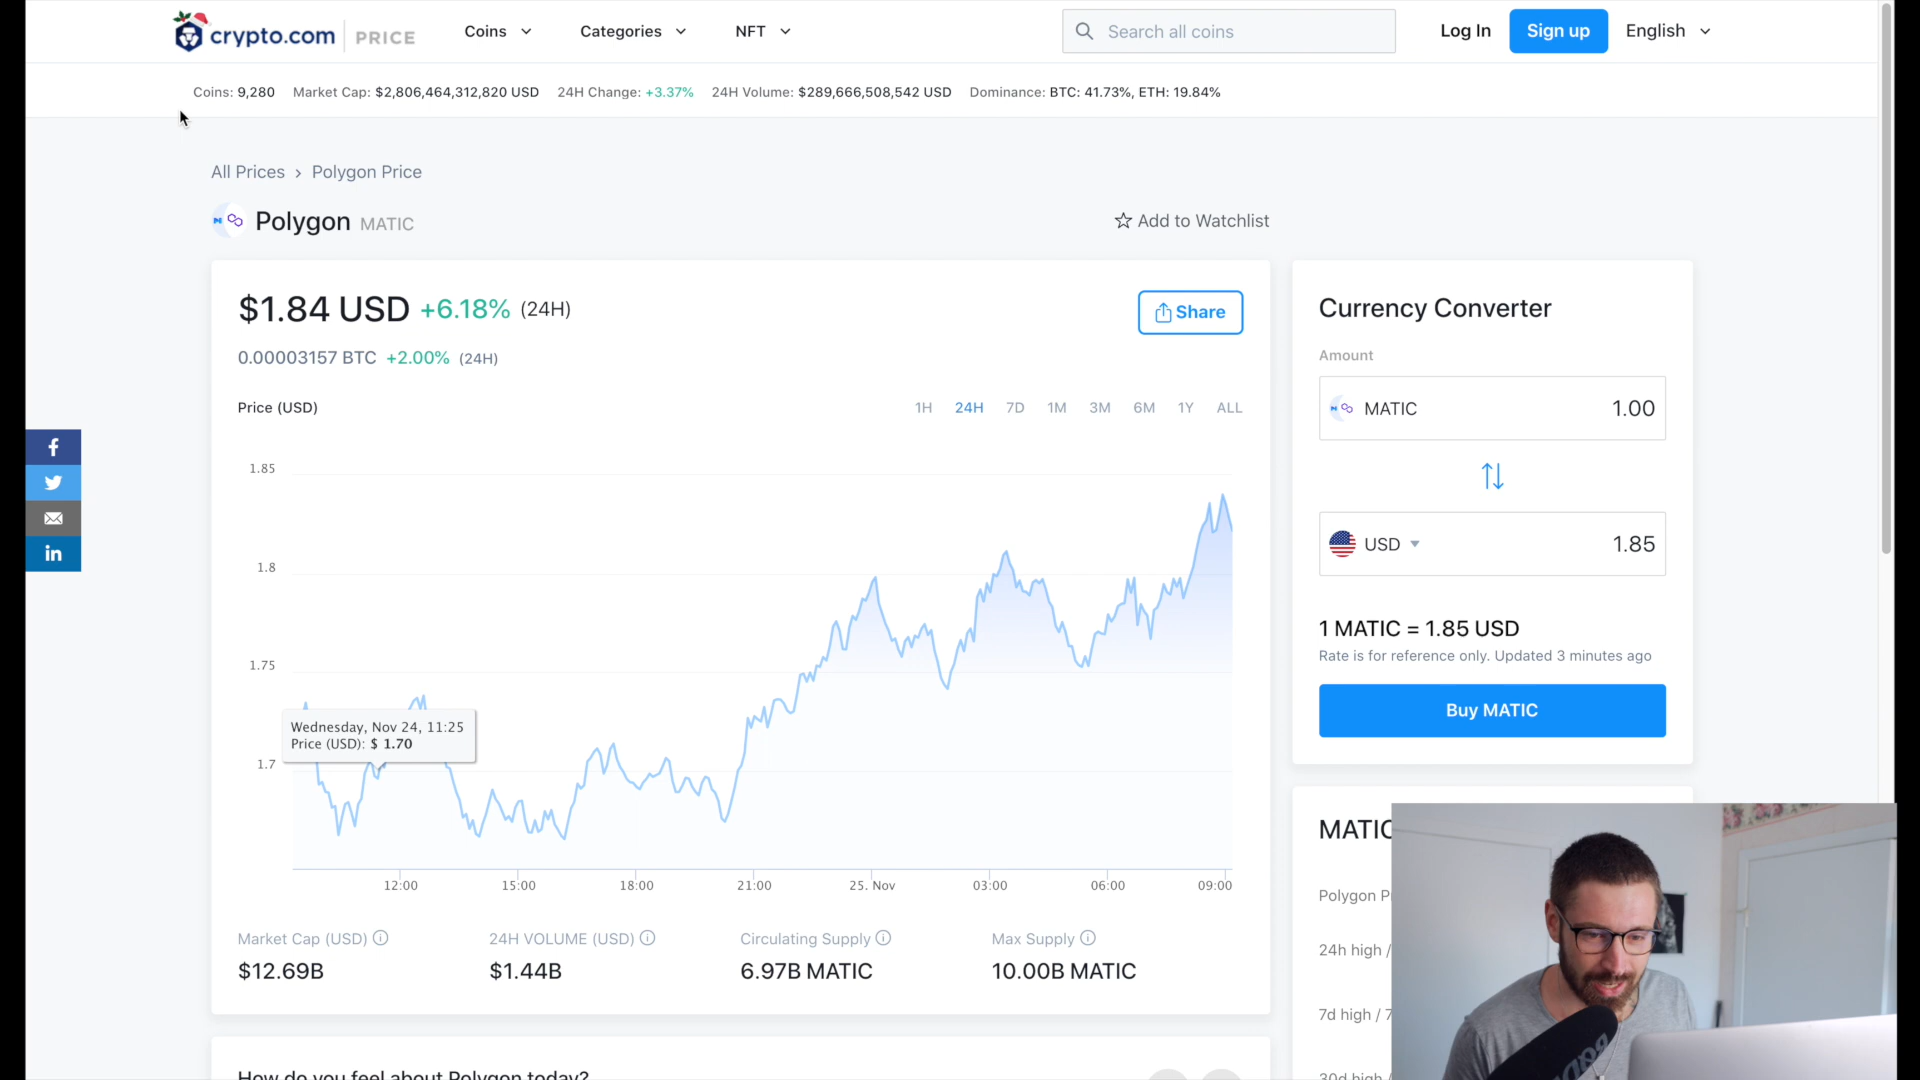 crypto.com PRICE Coins Categories NFT Search all coins Log In Sign up English
Coins: 9,280 Market Cap: $2,806,464,312,820 USD 24H Change: +3.37% 24H Volume: $289,666,508,542 USD Dominance: BTC: 41.73%, ETH: 19.84%
All Prices › Polygon Price
Polygon MATIC
Add to Watchlist
$1.84 USD +6.18% (24H)
Share
0.00003157 BTC +2.00% (24H)
Price (USD)
1H 24H 7D 1M 3M 6M 1Y ALL
1.85
1.8
1.75
1.7
Wednesday, Nov 24, 11:25
Price (USD): $ 1.70
12:00 15:00 18:00 21:00 25. Nov 03:00 06:00 09:00
Market Cap (USD) 24H VOLUME (USD) Circulating Supply Max Supply
$12.69B $1.44B 6.97B MATIC 10.00B MATIC
How do you feel about Polygon today?
Currency Converter
Amount
MATIC 1.00
USD 1.85
1 MATIC = 1.85 USD
Rate is for reference only. Updated 3 minutes ago
Buy MATIC
MATIC
Polygon P
24h high /
7d high / 7
30d high /
f
in